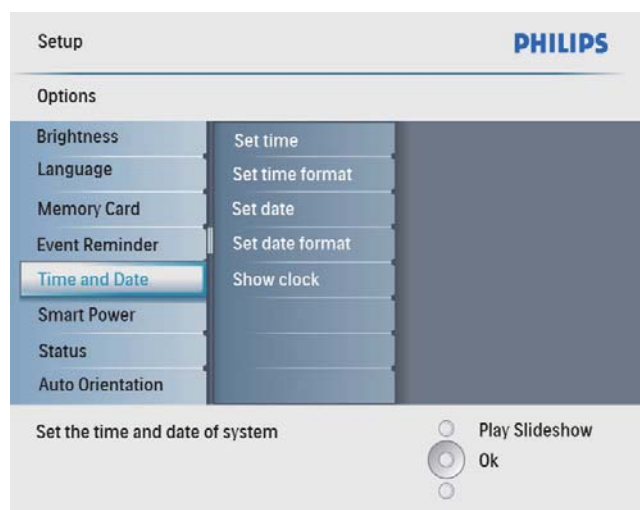 Setup
PHILIPS
Options
Brightness
Language
Memory Card
Event Reminder
Time and Date
Smart Power
Status
Auto Orientation
Set time
Set time format
Set date
Set date format
Show clock
Set the time and date of system
Play Slideshow
Ok